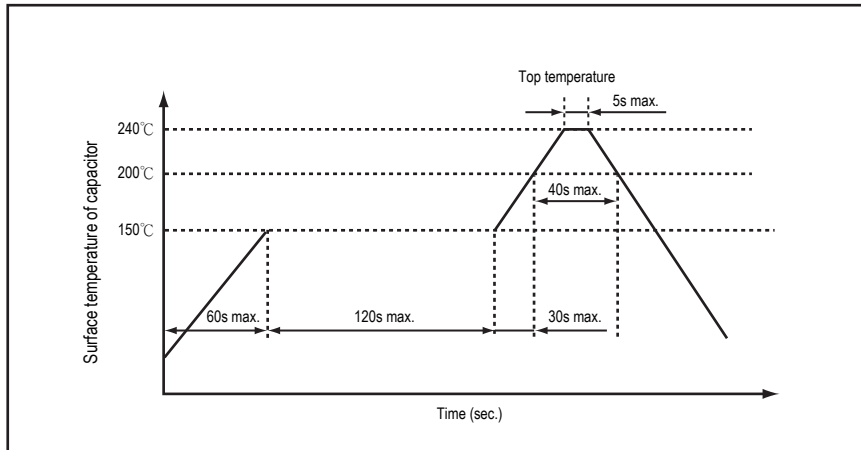 Top temperature
5s max.
240℃
200℃
40s max.
150℃
Surface temperature of capacitor
60s max.
120s max.
30s max.
Time (sec.)